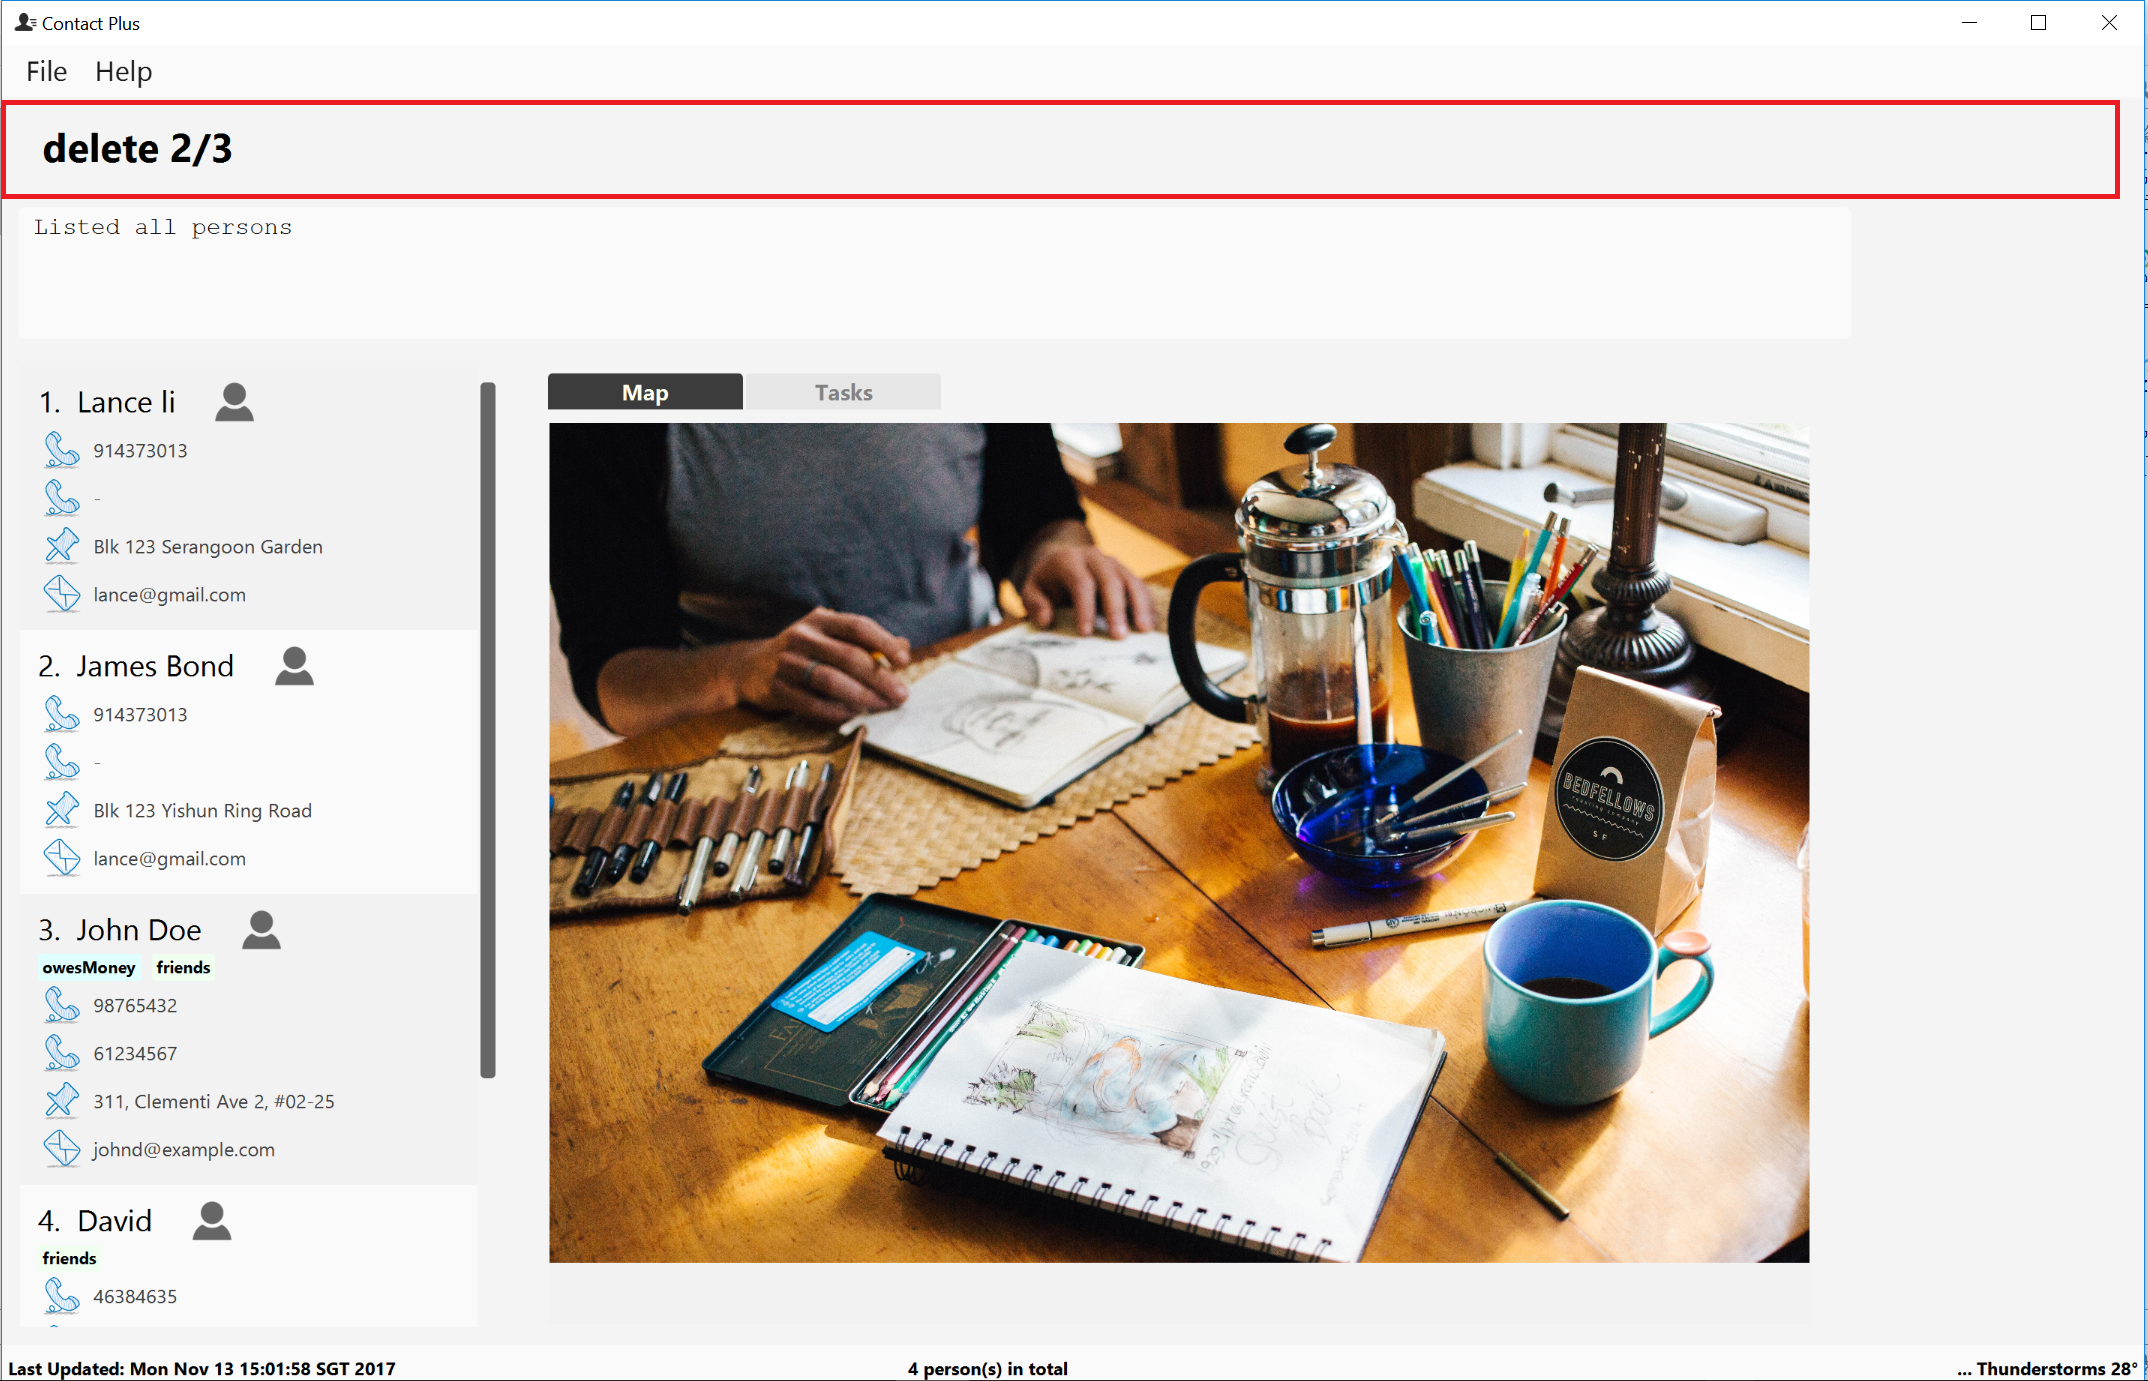 Contact Plus
File Help
delete 2/3
Listed all persons
1. Lance li
914373013
-
Blk 123 Serangoon Garden
lance@gmail.com
2. James Bond
914373013
-
Blk 123 Yishun Ring Road
lance@gmail.com
3. John Doe
owesMoney friends
98765432
61234567
311, Clementi Ave 2, #02-25
johnd@example.com
4. David
friends
46384635
Map Tasks
BEDFELLOWS
roasting company
SF
Last Updated: Mon Nov 13 15:01:58 SGT 2017
4 person(s) in total
... Thunderstorms 28°